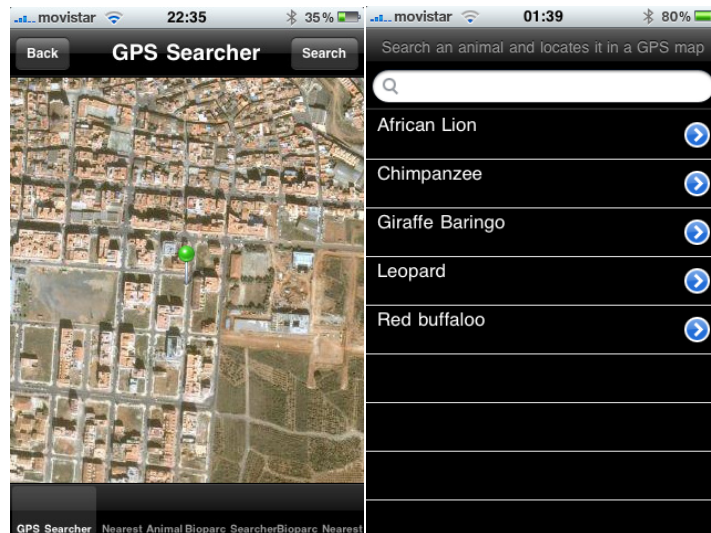 movistar 22:35 35%
Back GPS Searcher Search
GPS Searcher Nearest Animal Bioparc Searcher Bioparc Nearest
movistar 01:39 80%
Search an animal and locates it in a GPS map
African Lion
Chimpanzee
Giraffe Baringo
Leopard
Red buffaloo